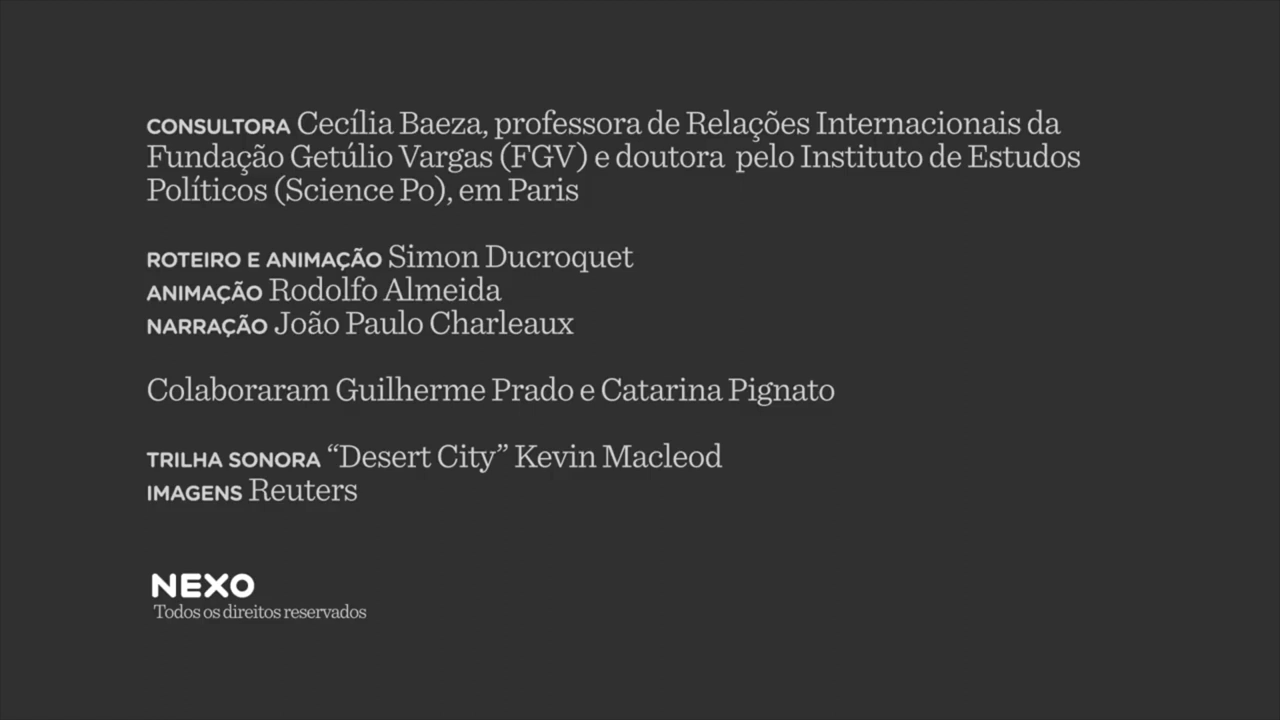 CONSULTORA Cecília Baeza, professora de Relações Internacionais da
Fundação Getúlio Vargas (FGV) e doutora pelo Instituto de Estudos
Políticos (Science Po), em Paris
ROTEIRO E ANIMAÇÃO Simon Ducroquet
ANIMAÇÃO Rodolfo Almeida
NARRAÇÃO João Paulo Charleaux
Colaboraram Guilherme Prado e Catarina Pignato
TRILHA SONORA “Desert City” Kevin Macleod
IMAGENS Reuters
NEXO
Todos os direitos reservados